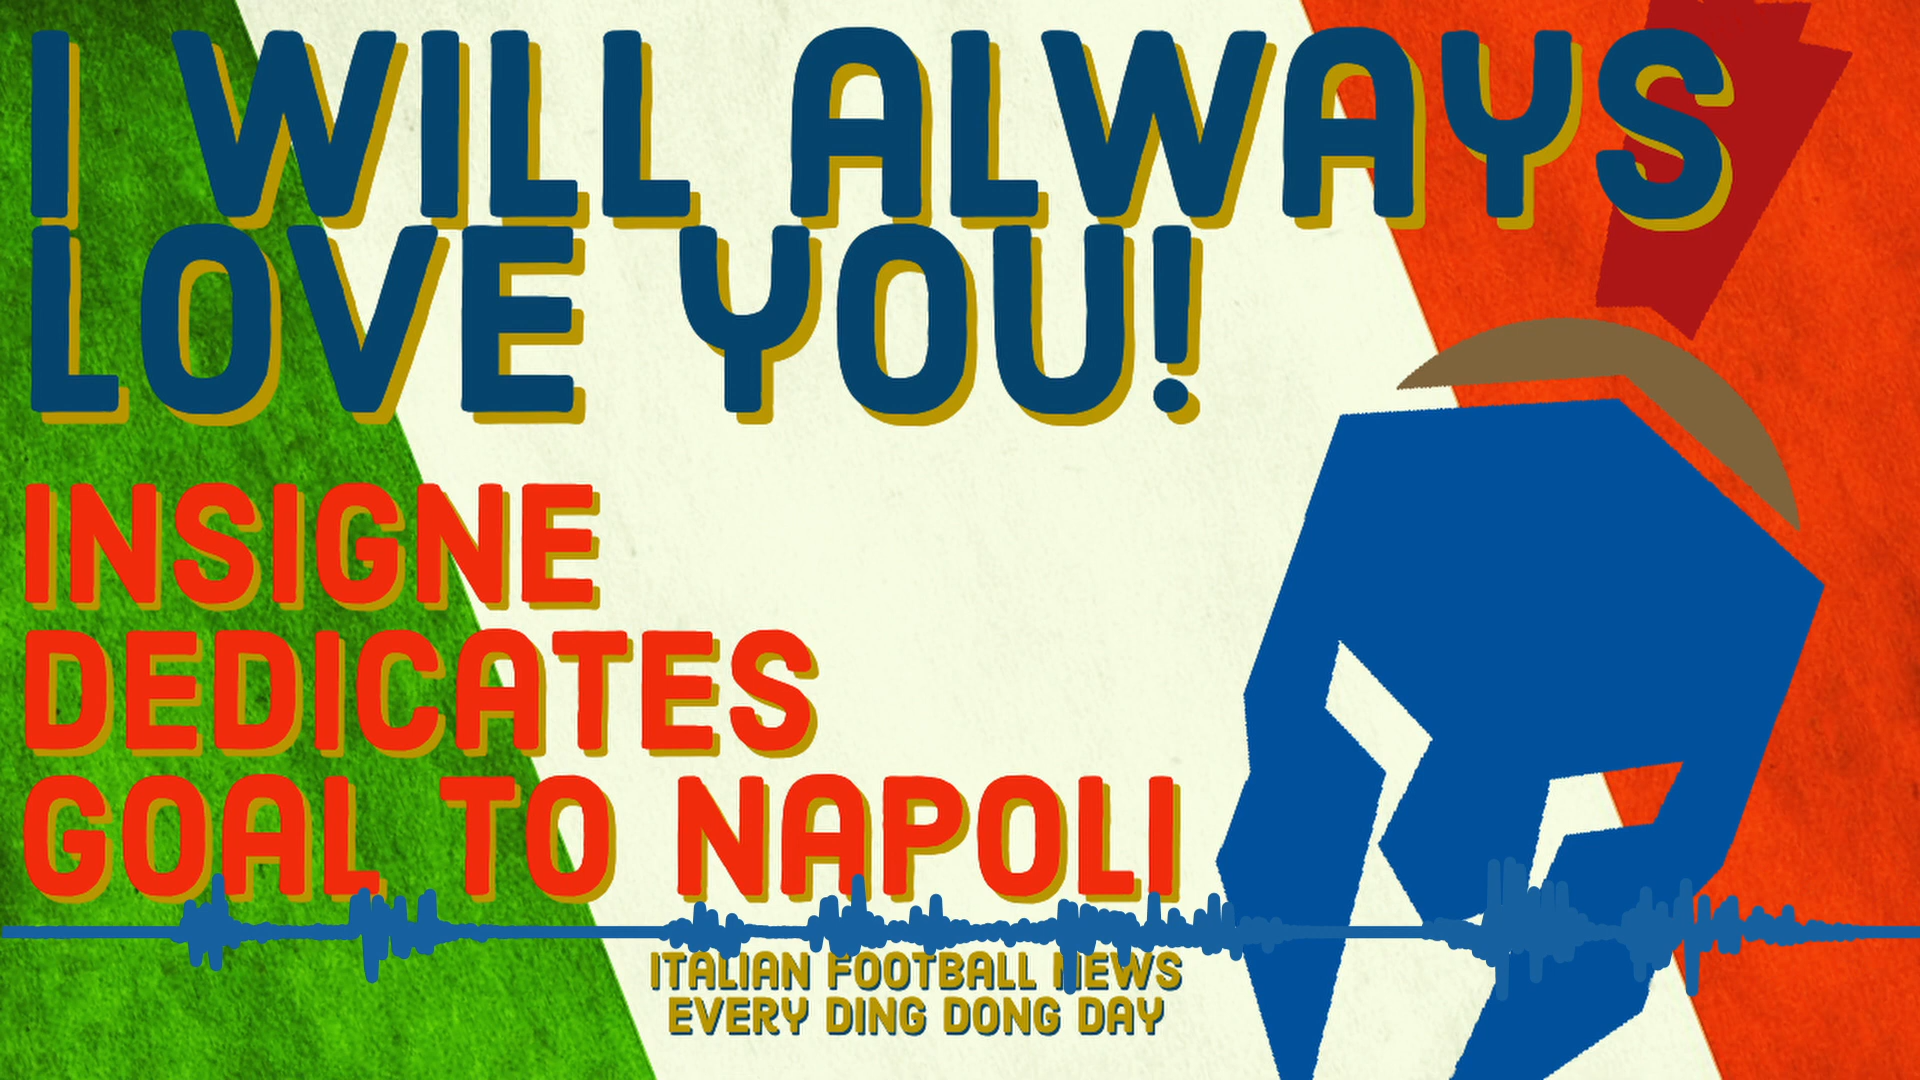 I WILL ALWAYS
LOVE YOU!
INSIGNE
DEDICATES
GOAL TO NAPOLI
ITALIAN FOOTBALL NEWS
EVERY DING DONG DAY